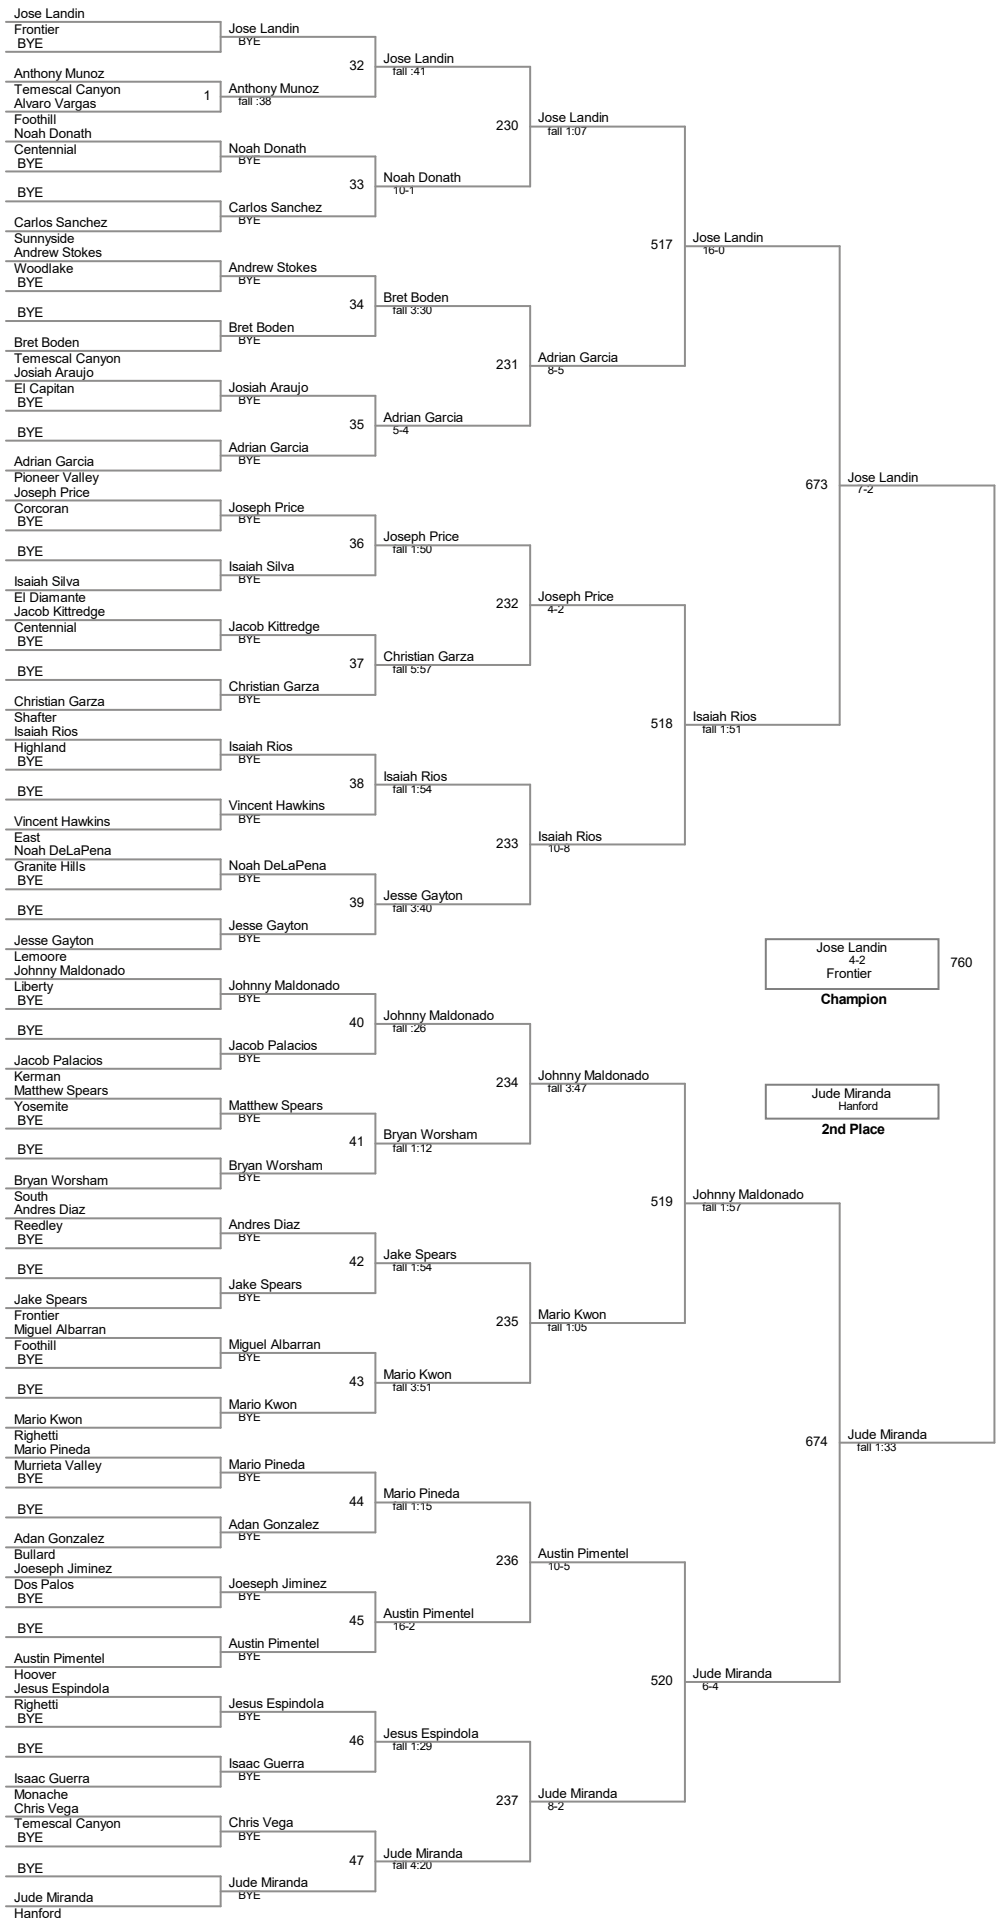 Jose Landin
Frontier
BYE
Anthony Munoz
Temescal Canyon
Alvaro Vargas
Foothill
Noah Donath
Centennial
BYE
BYE
Carlos Sanchez
Sunnyside
Andrew Stokes
Woodlake
BYE
BYE
Bret Boden
Temescal Canyon
Josiah Araujo
El Capitan
BYE
BYE
Adrian Garcia
Pioneer Valley
Joseph Price
Corcoran
BYE
BYE
Isaiah Silva
El Diamante
Jacob Kittredge
Centennial
BYE
BYE
Christian Garza
Shafter
Isaiah Rios
Highland
BYE
BYE
Vincent Hawkins
East
Noah DeLaPena
Granite Hills
BYE
BYE
Jesse Gayton
Lemoore
Johnny Maldonado
Liberty
BYE
BYE
Jacob Palacios
Kerman
Matthew Spears
Yosemite
BYE
BYE
Bryan Worsham
South
Andres Diaz
Reedley
BYE
BYE
Jake Spears
Frontier
Miguel Albarran
Foothill
BYE
BYE
Mario Kwon
Righetti
Mario Pineda
Murrieta Valley
BYE
BYE
Adan Gonzalez
Bullard
Joeseph Jiminez
Dos Palos
BYE
BYE
Austin Pimentel
Hoover
Jesus Espindola
Righetti
BYE
BYE
Isaac Guerra
Monache
Chris Vega
Temescal Canyon
BYE
BYE
Jude Miranda
Hanford
Jose Landin
BYE
1
Anthony Munoz
fall :38
Noah Donath
BYE
Carlos Sanchez
BYE
Andrew Stokes
BYE
Bret Boden
BYE
Josiah Araujo
BYE
Adrian Garcia
BYE
Joseph Price
BYE
Isaiah Silva
BYE
Jacob Kittredge
BYE
Christian Garza
BYE
Isaiah Rios
BYE
Vincent Hawkins
BYE
Noah DeLaPena
BYE
Jesse Gayton
BYE
Johnny Maldonado
BYE
Jacob Palacios
BYE
Matthew Spears
BYE
Bryan Worsham
BYE
Andres Diaz
BYE
Jake Spears
BYE
Miguel Albarran
BYE
Mario Kwon
BYE
Mario Pineda
BYE
Adan Gonzalez
BYE
Joeseph Jiminez
BYE
Austin Pimentel
BYE
Jesus Espindola
BYE
Isaac Guerra
BYE
Chris Vega
BYE
Jude Miranda
BYE
32
Jose Landin
fall :41
33
Noah Donath
10-1
34
Bret Boden
fall 3:30
35
Adrian Garcia
5-4
36
Joseph Price
fall 1:50
37
Christian Garza
fall 5:57
38
Isaiah Rios
fall 1:54
39
Jesse Gayton
fall 3:40
40
Johnny Maldonado
fall :26
41
Bryan Worsham
fall 1:12
42
Jake Spears
fall 1:54
43
Mario Kwon
fall 3:51
44
Mario Pineda
fall 1:15
45
Austin Pimentel
16-2
46
Jesus Espindola
fall 1:29
47
Jude Miranda
fall 4:20
230
Jose Landin
fall 1:07
231
Adrian Garcia
8-5
232
Joseph Price
4-2
233
Isaiah Rios
10-8
234
Johnny Maldonado
fall 3:47
235
Mario Kwon
fall 1:05
236
Austin Pimentel
10-5
237
Jude Miranda
8-2
517
Jose Landin
16-0
518
Isaiah Rios
fall 1:51
519
Johnny Maldonado
fall 1:57
520
Jude Miranda
6-4
673
Jose Landin
7-2
674
Jude Miranda
fall 1:33
Jose Landin
4-2
Frontier
760
Champion
Jude Miranda
Hanford
2nd Place